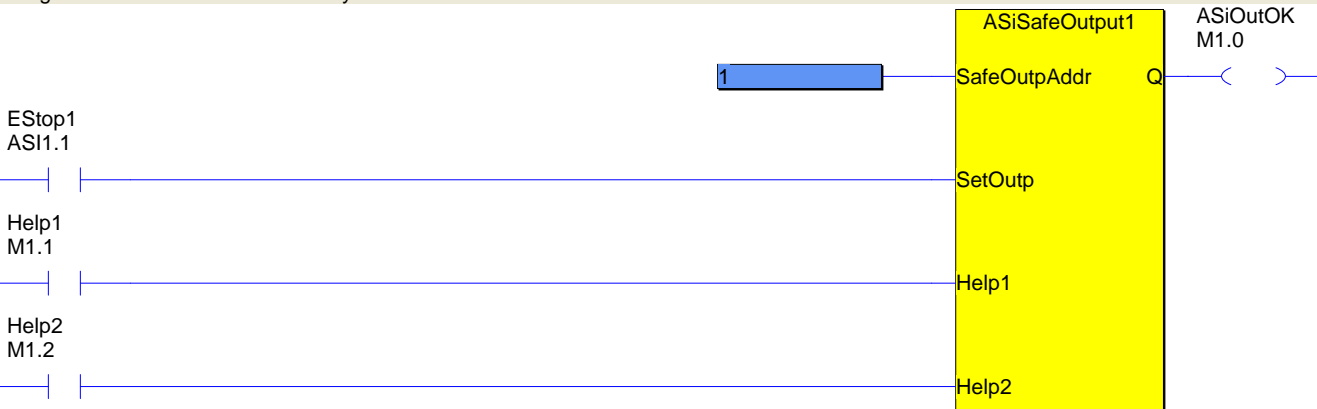 ASiSafeOutput1
ASiOutOK
M1.0
1
SafeOutpAddr
Q
EStop1
ASI1.1
SetOutp
Help1
M1.1
Help1
Help2
M1.2
Help2